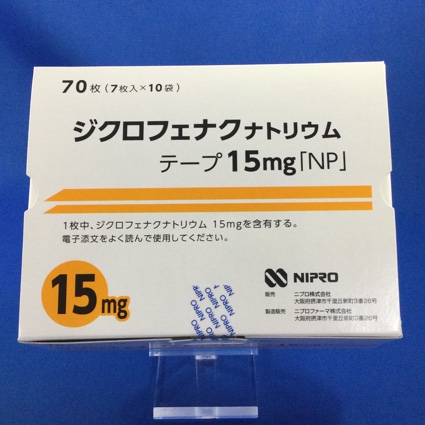 70枚（7枚入×10袋）
ジクロフェナクナトリウム
テープ15mg「NP」
1枚中、ジクロフェナクナトリウム 15mgを含有する。
電子添文をよく読んで使用してください。
15mg
NIPRO
販売 ニプロ株式会社
大阪府摂津市千里丘新町3番26号
製造販売 ニプロファーマ株式会社
大阪府摂津市千里丘新町3番26号
NIPRO
NIPRO
NIPRO